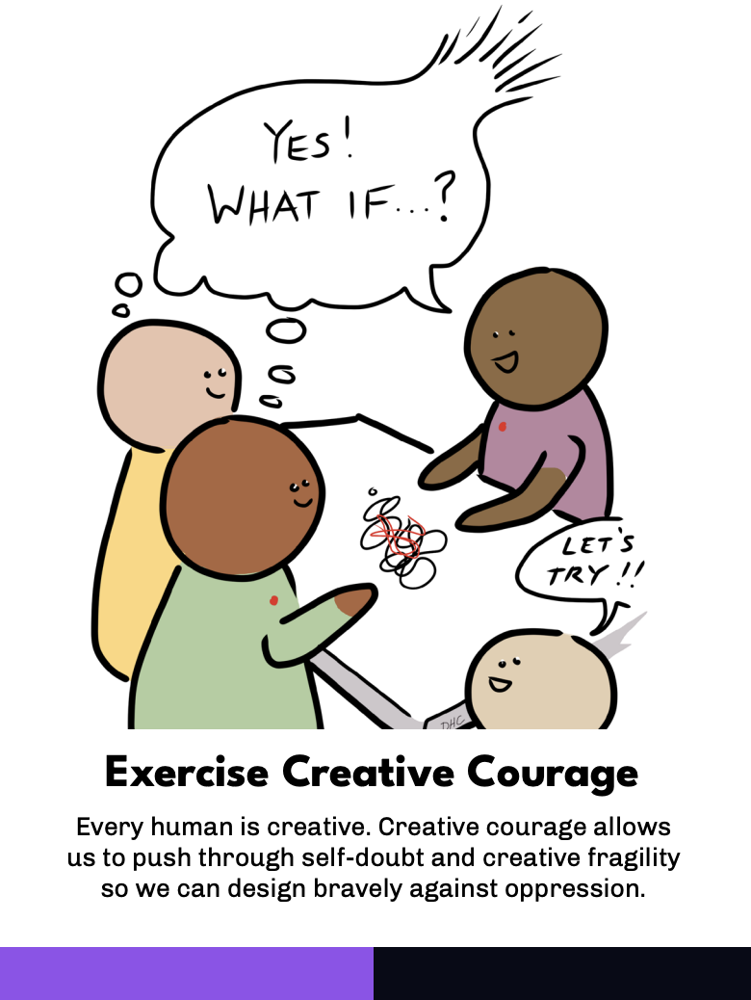 YES!
WHAT IF...?
LET'S
TRY!!
DHC
Exercise Creative Courage
Every human is creative. Creative courage allows
us to push through self-doubt and creative fragility
so we can design bravely against oppression.